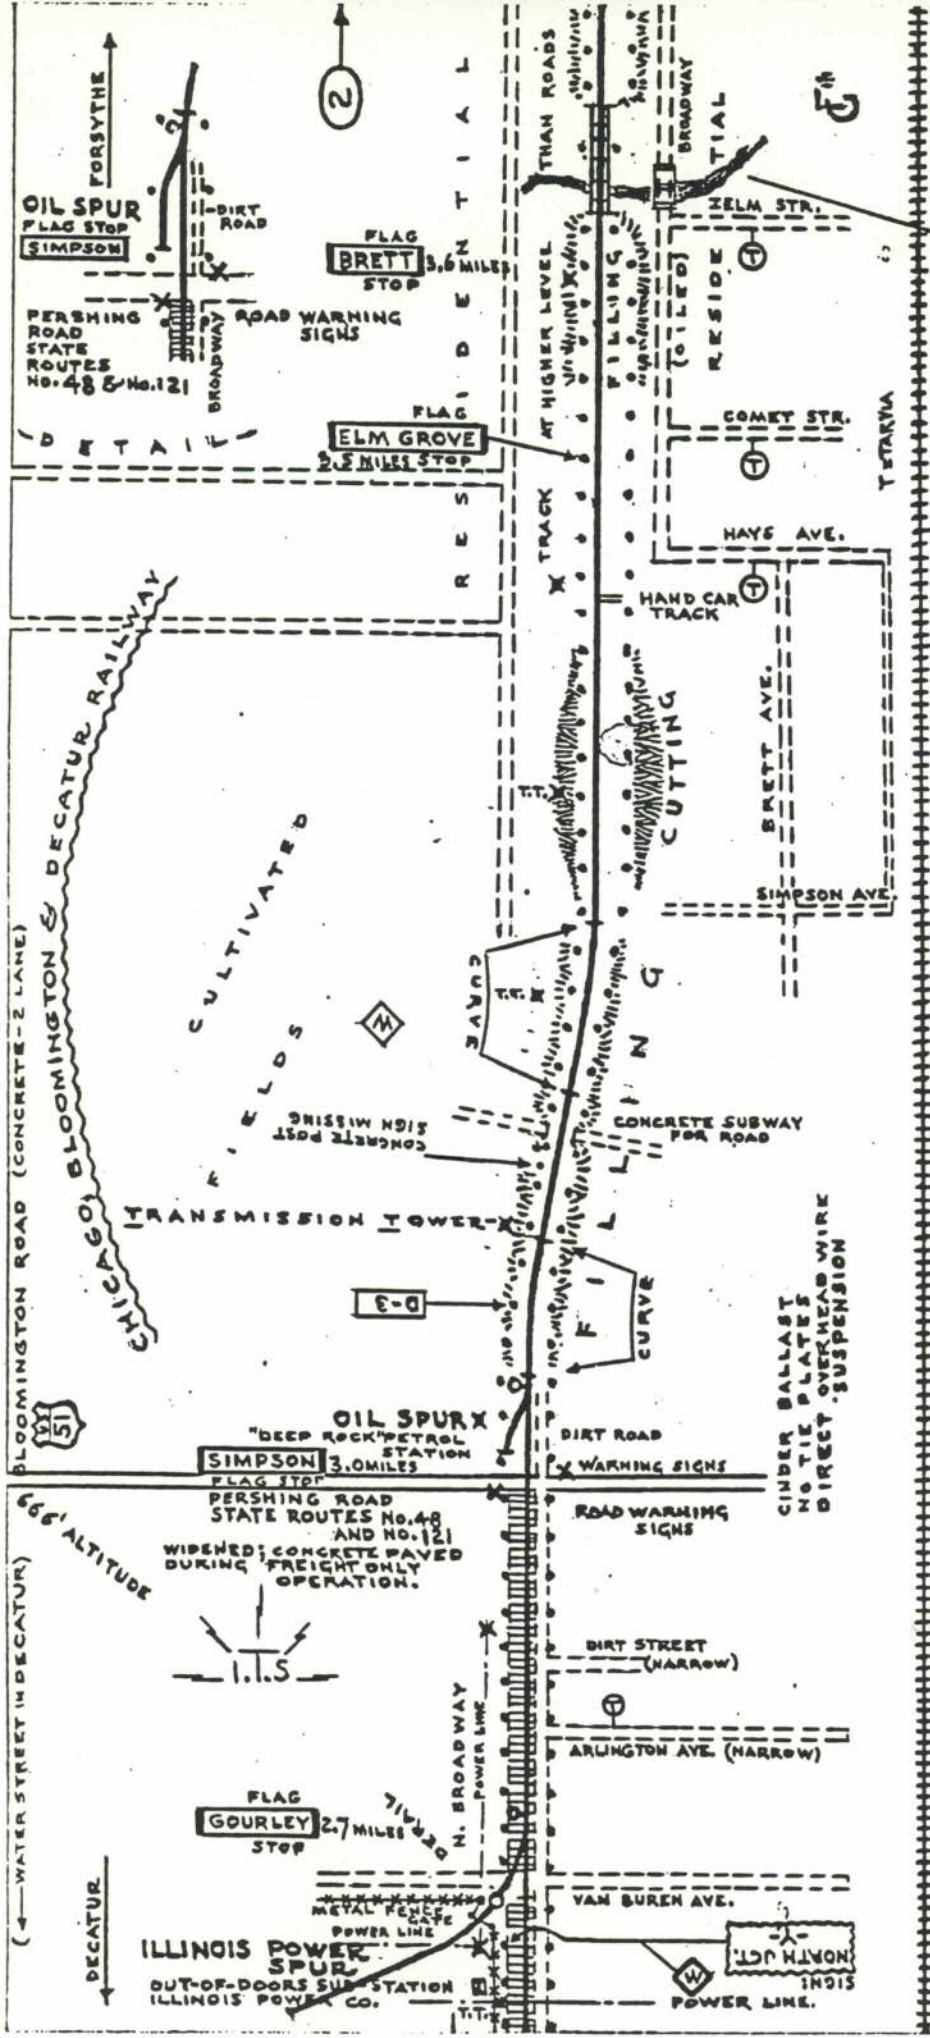 FORSYTHE
OIL SPUR
FLAG STOP
SIMPSON
DIRT
ROAD
PERSHING
ROAD
STATE
ROUTES
No. 48 & No. 121
BROADWAY
ROAD WARNING
SIGNS
DETAIL
2
FLAG
BRETT 3.6 MILES
STOP
FLAG
ELM GROVE
3.5 MILES STOP
RESIDENTIAL
TRACK AT HIGHER LEVEL THAN ROADS
FILLING
(OILED)
BROADWAY
RESIDENTIAL
ZELM STR.
T
COMET STR.
T
HAYS AVE.
T
HAND CAR
TRACK
BRETT AVE.
SIMPSON AVE.
CUTTING
T.T.
CURVE
T.T.
CHICAGO, BLOOMINGTON & DECATUR RAILWAY
BLOOMINGTON ROAD (CONCRETE-2 LANE)
CULTIVATED
FIELDS
W
CONCRETE POST
SIGN MISSING
CONCRETE SUBWAY
FOR ROAD
TRANSMISSION TOWER
FILLING
D-3
CURVE
US
51
OIL SPUR
"DEEP ROCK" PETROL
STATION
SIMPSON 3.0 MILES
FLAG STOP
PERSHING ROAD
STATE ROUTES No. 48
AND No. 121
WIDENED; CONCRETE PAVED
DURING FREIGHT ONLY
OPERATION.
DIRT ROAD
WARNING SIGNS
ROAD WARNING
SIGNS
CINDER BALLAST
NO TIE PLATES
DIRECT OVERHEAD WIRE
SUSPENSION
666' ALTITUDE
(WATER STREET IN DECATUR)
I.T.S
DIRT STREET
(NARROW)
T
ARLINGTON AVE. (NARROW)
N. BROADWAY
POWER LINE
FLAG
GOURLEY 2.7 MILES
STOP
DERAIL
VAN BUREN AVE.
METAL FENCE
GATE
POWER LINE
DECATUR
ILLINOIS POWER
SPUR
OUT-OF-DOORS SUB-STATION
ILLINOIS POWER CO.
T.T.
W
NORTH JCT.
SIGN:
POWER LINE.